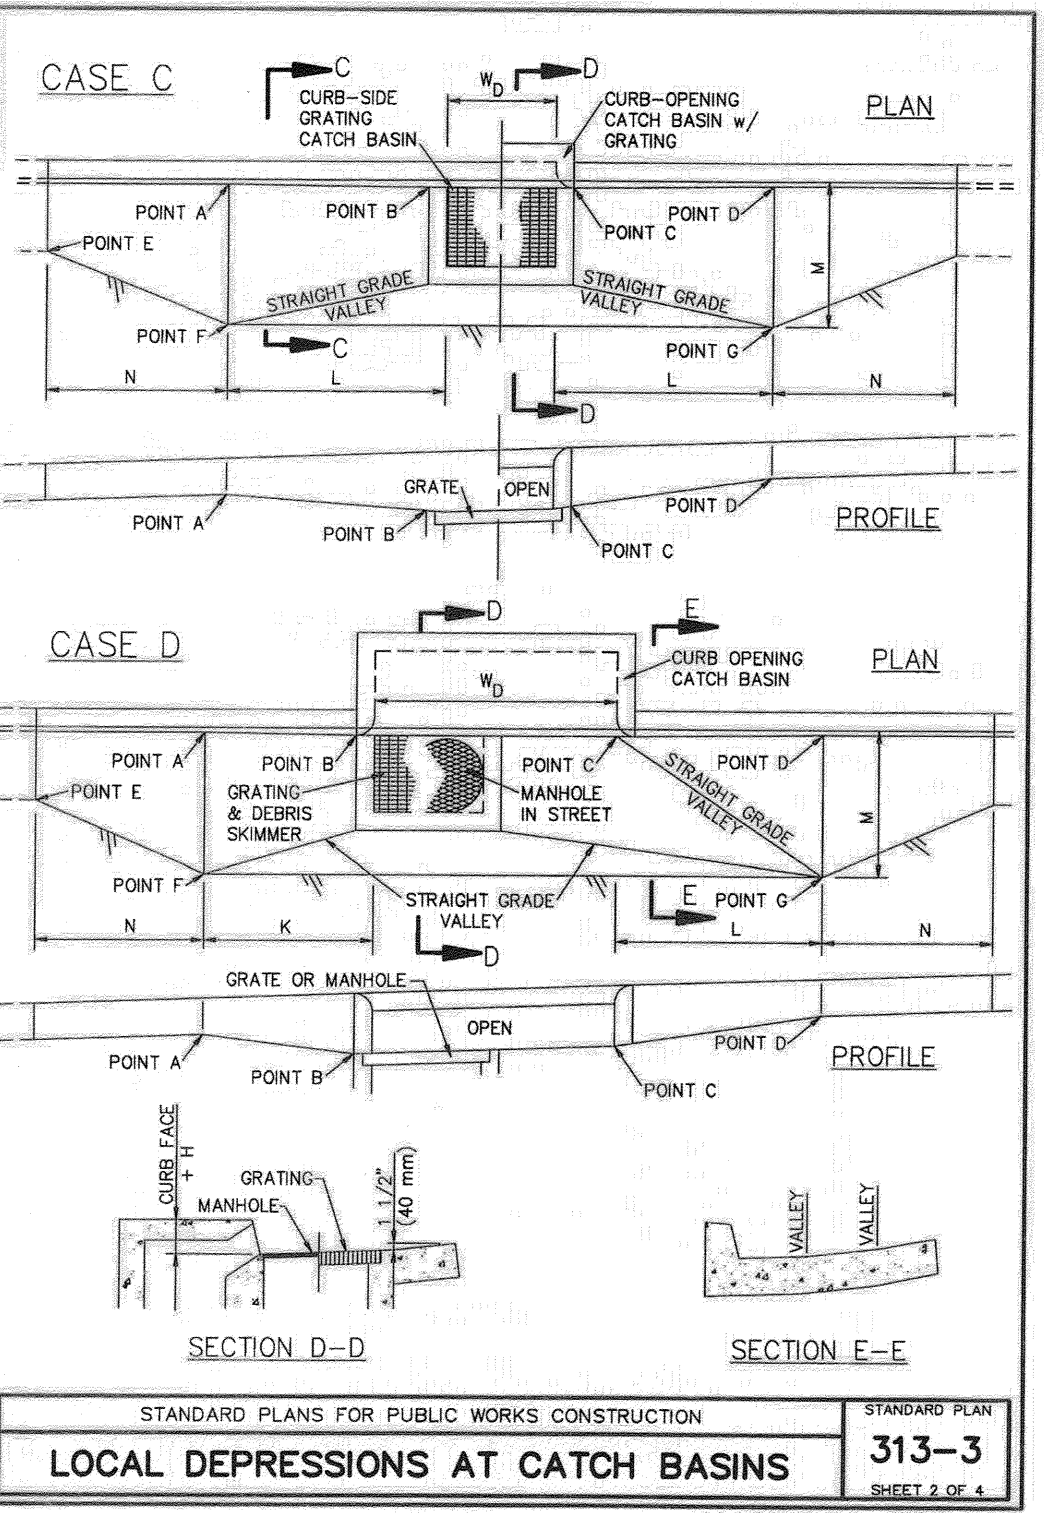 CASE C
C
CURB-SIDE
GRATING
CATCH BASIN
WD
D
CURB-OPENING
CATCH BASIN w/
GRATING
PLAN
POINT A
POINT B
POINT D
POINT C
POINT E
M
STRAIGHT GRADE
VALLEY
STRAIGHT GRADE
VALLEY
POINT F
C
POINT G
N
L
L
N
D
GRATE
OPEN
POINT A
POINT B
POINT D
POINT C
PROFILE
CASE D
D
E
CURB OPENING
CATCH BASIN
PLAN
WD
POINT A
POINT B
POINT C
POINT D
POINT E
GRATING
& DEBRIS
SKIMMER
MANHOLE
IN STREET
STRAIGHT GRADE
VALLEY
M
POINT F
STRAIGHT GRADE
VALLEY
E
POINT G
N
K
D
L
N
GRATE OR MANHOLE
OPEN
POINT A
POINT B
POINT D
POINT C
PROFILE
CURB FACE
+ H
GRATING
MANHOLE
1 1/2"
(40 mm)
VALLEY
VALLEY
SECTION D-D
SECTION E-E
STANDARD PLANS FOR PUBLIC WORKS CONSTRUCTION
LOCAL DEPRESSIONS AT CATCH BASINS
STANDARD PLAN
313-3
SHEET 2 OF 4